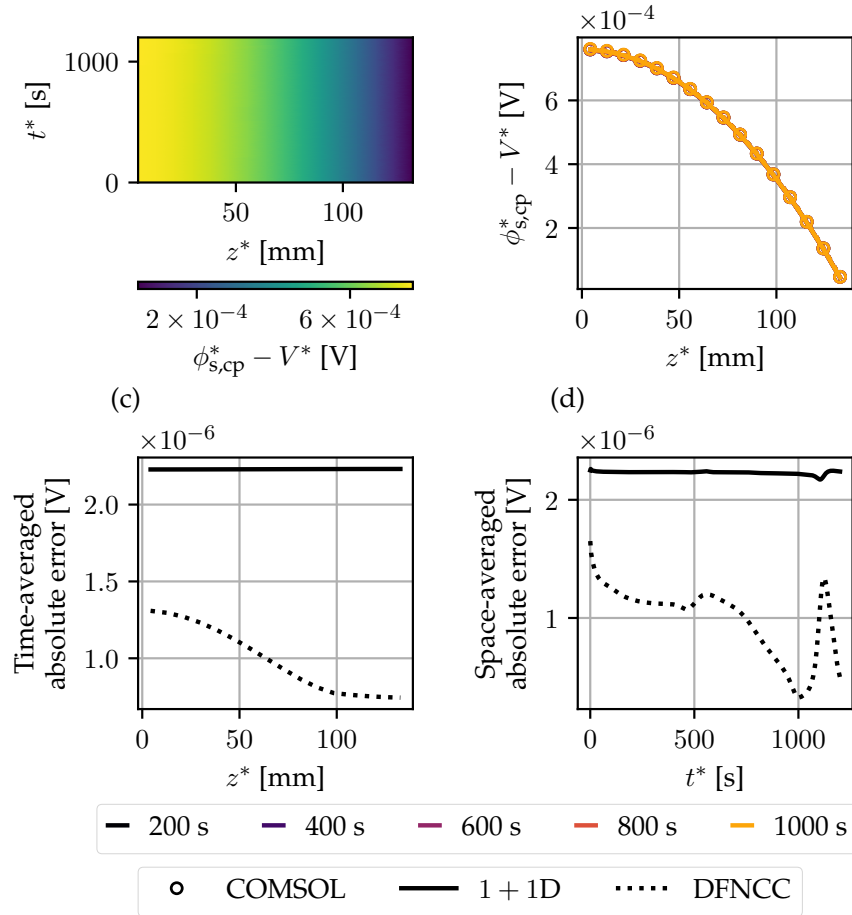 ×10⁻⁴
1000
0
t* [s]
50
100
z* [mm]
2 × 10⁻⁴
6 × 10⁻⁴
ϕ*s,cp − V* [V]
6
4
2
ϕ*s,cp − V* [V]
0
50
100
z* [mm]
(c)
(d)
×10⁻⁶
2.0
1.5
1.0
Time-averaged
absolute error [V]
0
50
100
z* [mm]
×10⁻⁶
2
1
Space-averaged
absolute error [V]
0
500
1000
t* [s]
200 s 400 s 600 s 800 s 1000 s
COMSOL 1 + 1D DFNCC